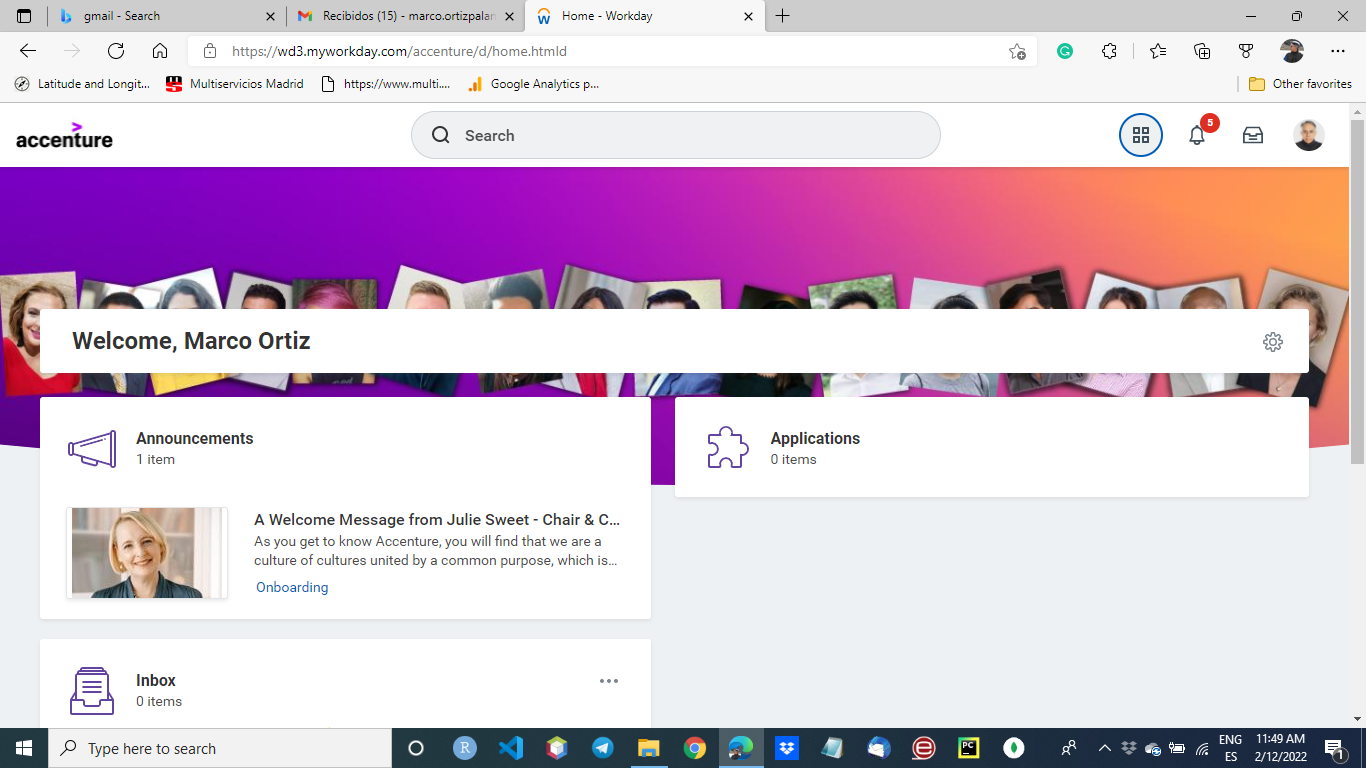 gmail - Search
Recibidos (15) - marco.ortizpalan
Home - Workday
https://wd3.myworkday.com/accenture/d/home.htmld
Latitude and Longit...
Multiservicios Madrid
https://www.multi....
Google Analytics p...
Other favorites
accenture
Search
5
Welcome, Marco Ortiz
Announcements
1 item
A Welcome Message from Julie Sweet - Chair & C...
As you get to know Accenture, you will find that we are a
culture of cultures united by a common purpose, which is...
Onboarding
Applications
0 items
Inbox
0 items
Type here to search
R
PC
ENG
ES
11:49 AM
2/12/2022
1